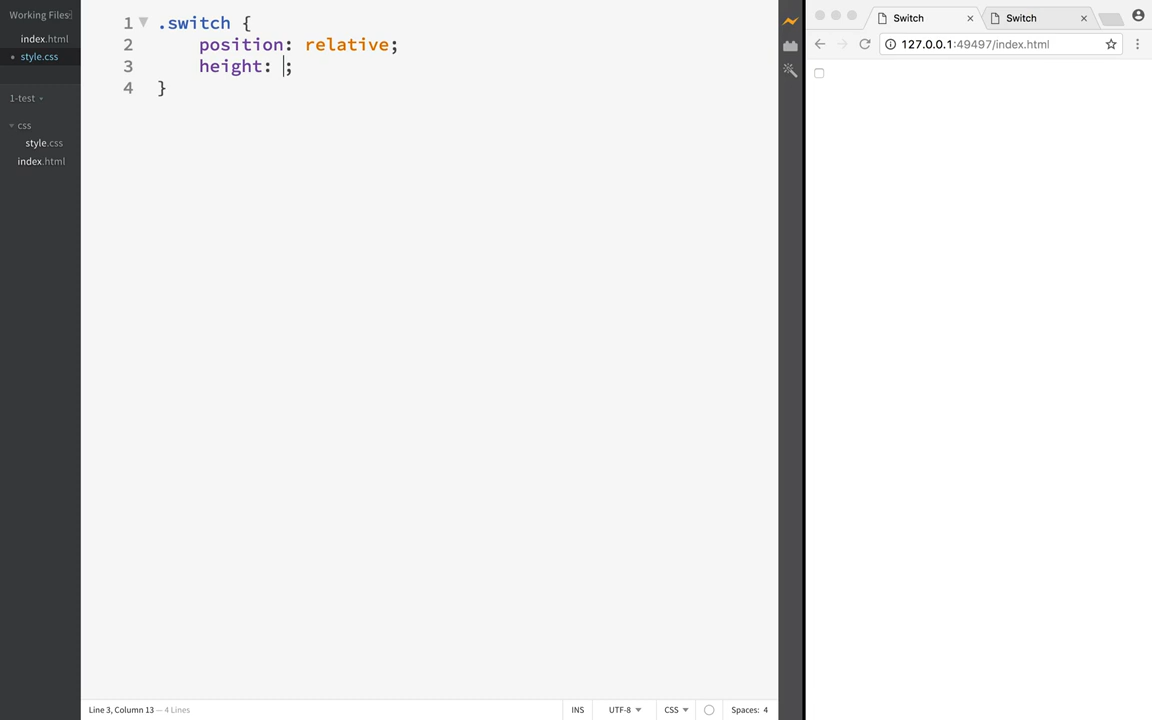 Working Files
index.html
style.css
1-test
css
style.css
index.html
1 .switch {
2 position: relative;
3 height: ;
4 }
Line 3, Column 13 — 4 Lines
INS
UTF-8
CSS
Spaces: 4
Switch
Switch
127.0.0.1:49497/index.html